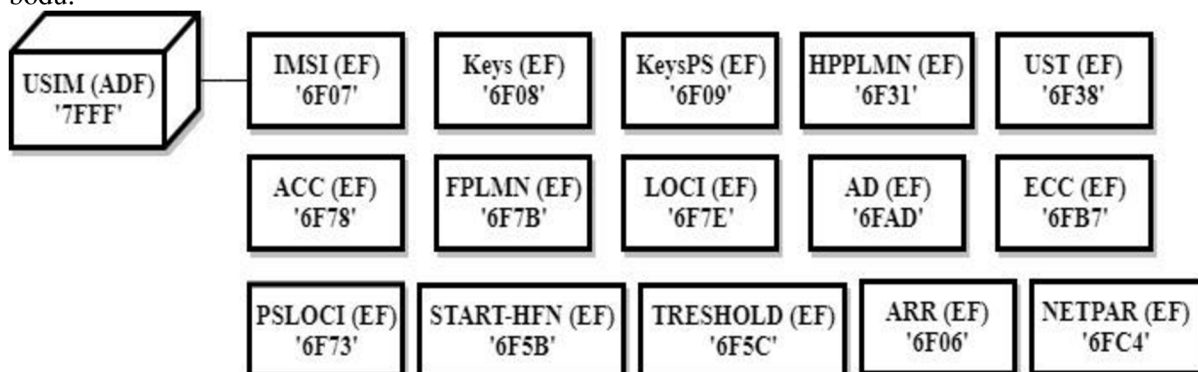 bodu.
USIM (ADF)
'7FFF'
IMSI (EF)
'6F07'
Keys (EF)
'6F08'
KeysPS (EF)
'6F09'
HPPLMN (EF)
'6F31'
UST (EF)
'6F38'
ACC (EF)
'6F78'
FPLMN (EF)
'6F7B'
LOCI (EF)
'6F7E'
AD (EF)
'6FAD'
ECC (EF)
'6FB7'
PSLOCI (EF)
'6F73'
START-HFN (EF)
'6F5B'
TRESHOLD (EF)
'6F5C'
ARR (EF)
'6F06'
NETPAR (EF)
'6FC4'